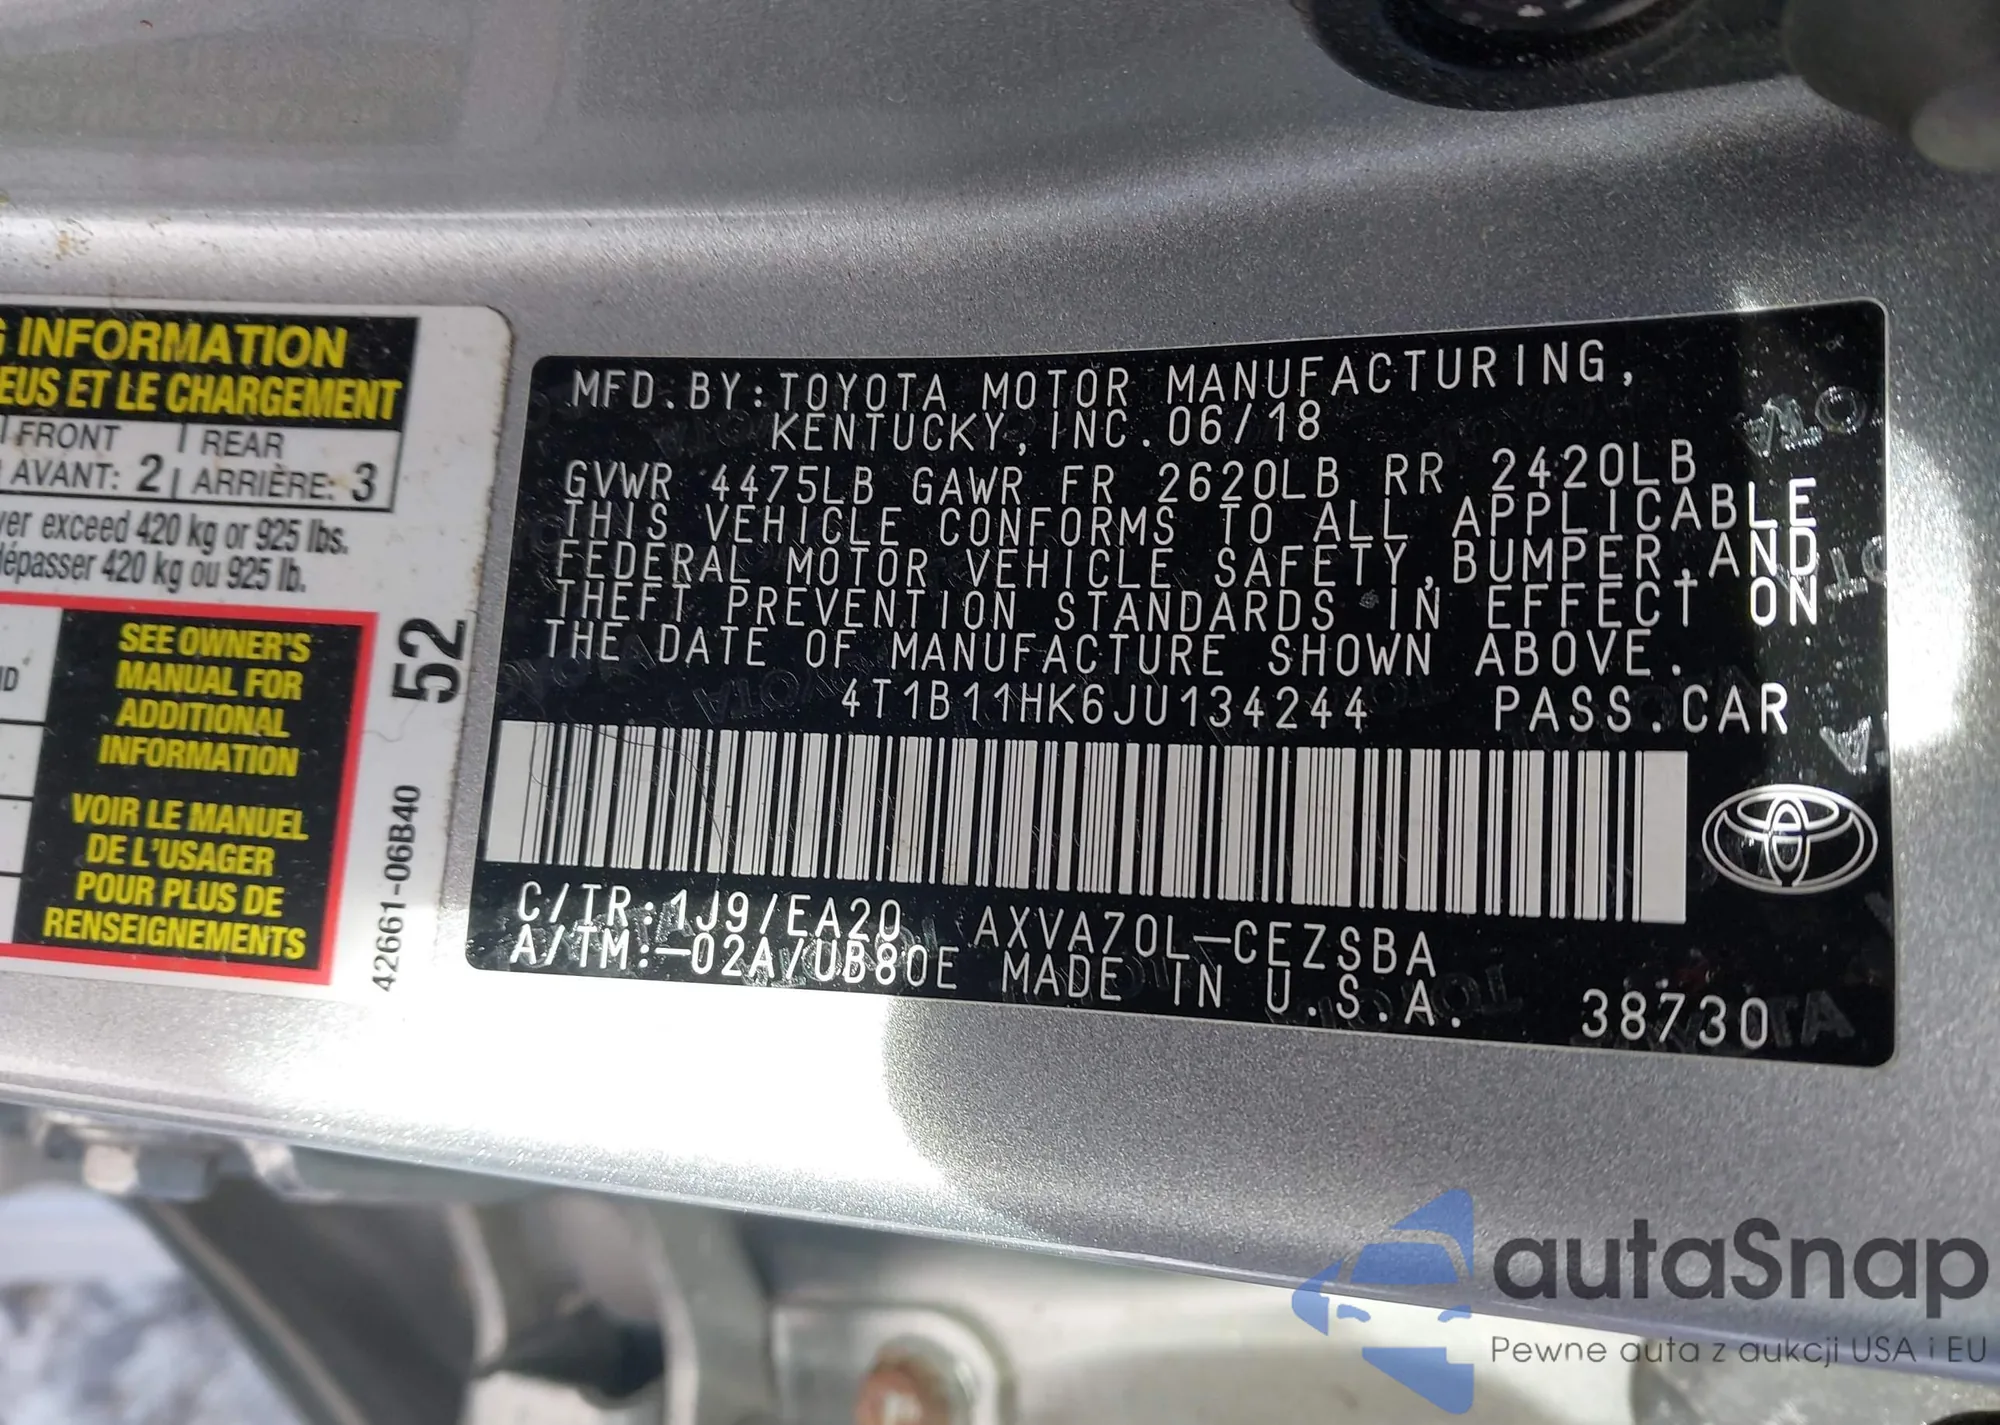 INFORMATION
EUS ET LE CHARGEMENT
FRONT | REAR
AVANT: 2 | ARRIÈRE: 3
exceed 420 kg or 925 lbs.
dépasser 420 kg ou 925 lb.
SEE OWNER'S
MANUAL FOR
ADDITIONAL
INFORMATION
VOIR LE MANUEL
DE L'USAGER
POUR PLUS DE
RENSEIGNEMENTS
52
42661-06B40
MFD.BY:TOYOTA MOTOR MANUFACTURING,
KENTUCKY,INC.06/18
GVWR 4475LB GAWR FR 2620LB RR 2420LB
THIS VEHICLE CONFORMS TO ALL APPLICABLE
FEDERAL MOTOR VEHICLE SAFETY,BUMPER,AND
THEFT PREVENTION STANDARDS IN EFFECT ON
THE DATE OF MANUFACTURE SHOWN ABOVE.
4T1B11HK6JU134244 PASS.CAR
C/TR:1J9/EA20 AXVA70L-CEZSBA
A/TM:-02A/UB80E MADE IN U.S.A. 38730
autaSnap
Pewne auta z aukcji USA i EU